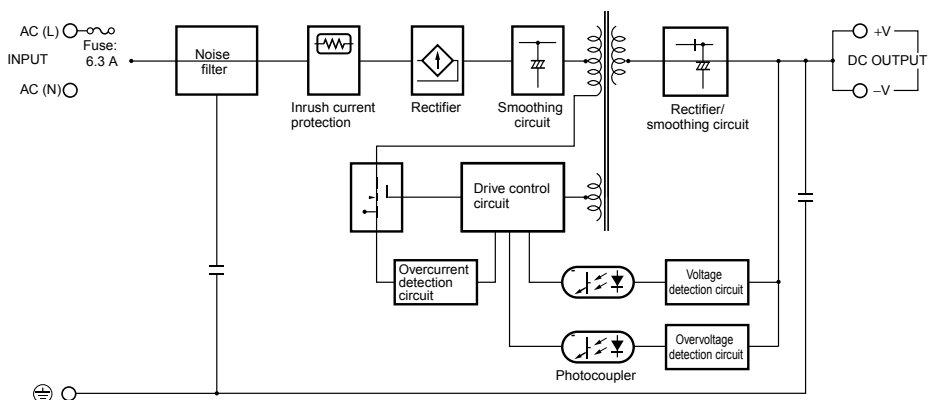 AC (L)
Fuse:
6.3 A
INPUT
AC (N)
Noise
filter
Inrush current
protection
Rectifier
Smoothing
circuit
Rectifier/
smoothing circuit
+V
DC OUTPUT
–V
Drive control
circuit
Overcurrent
detection
circuit
Voltage
detection circuit
Overvoltage
detection circuit
Photocoupler